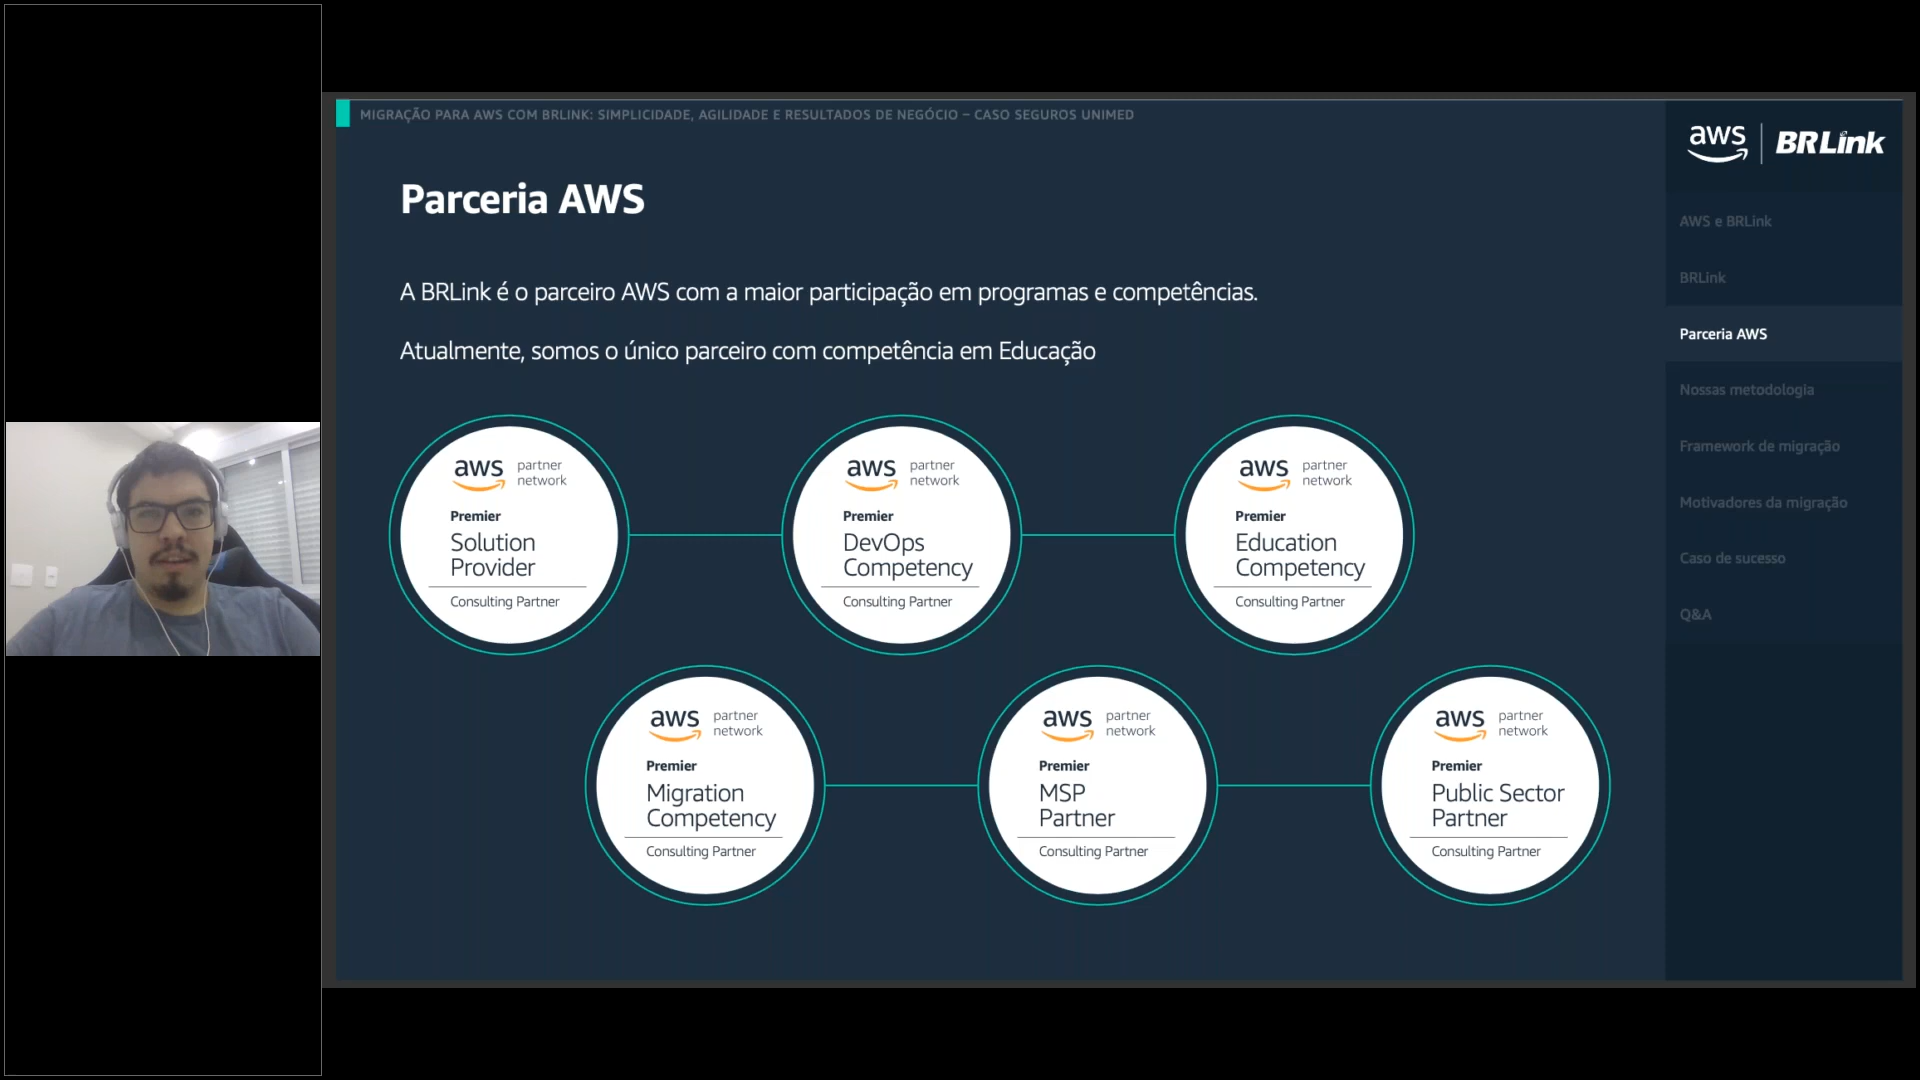 MIGRAÇÃO PARA AWS COM BRLINK: SIMPLICIDADE, AGILIDADE E RESULTADOS DE NEGÓCIO – CASO SEGUROS UNIMED
Parceria AWS
A BRLink é o parceiro AWS com a maior participação em programas e competências.
Atualmente, somos o único parceiro com competência em Educação
aws partner
network
Premier
Solution
Provider
Consulting Partner
aws partner
network
Premier
DevOps
Competency
Consulting Partner
aws partner
network
Premier
Education
Competency
Consulting Partner
aws partner
network
Premier
Migration
Competency
Consulting Partner
aws partner
network
Premier
MSP
Partner
Consulting Partner
aws partner
network
Premier
Public Sector
Partner
Consulting Partner
aws | BRLink
AWS e BRLink
BRLink
Parceria AWS
Nossas metodologia
Framework de migração
Motivadores da migração
Caso de sucesso
Q&A